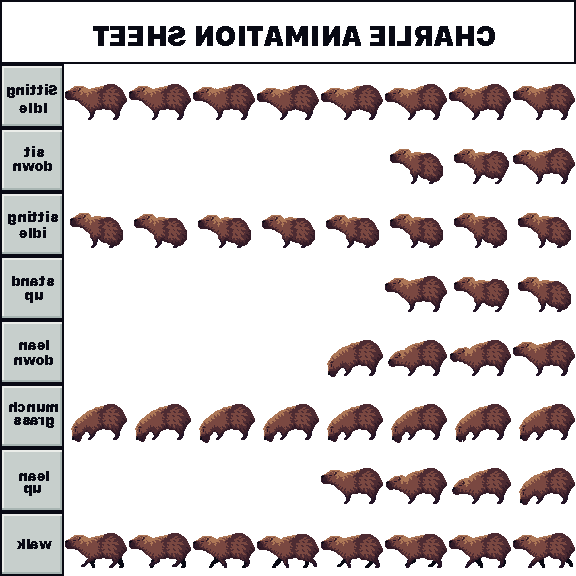 CHARLIE ANIMATION SHEET
Sitting
Idle
sit
down
sitting
idle
stand
up
lean
down
munch
grass
lean
up
walk